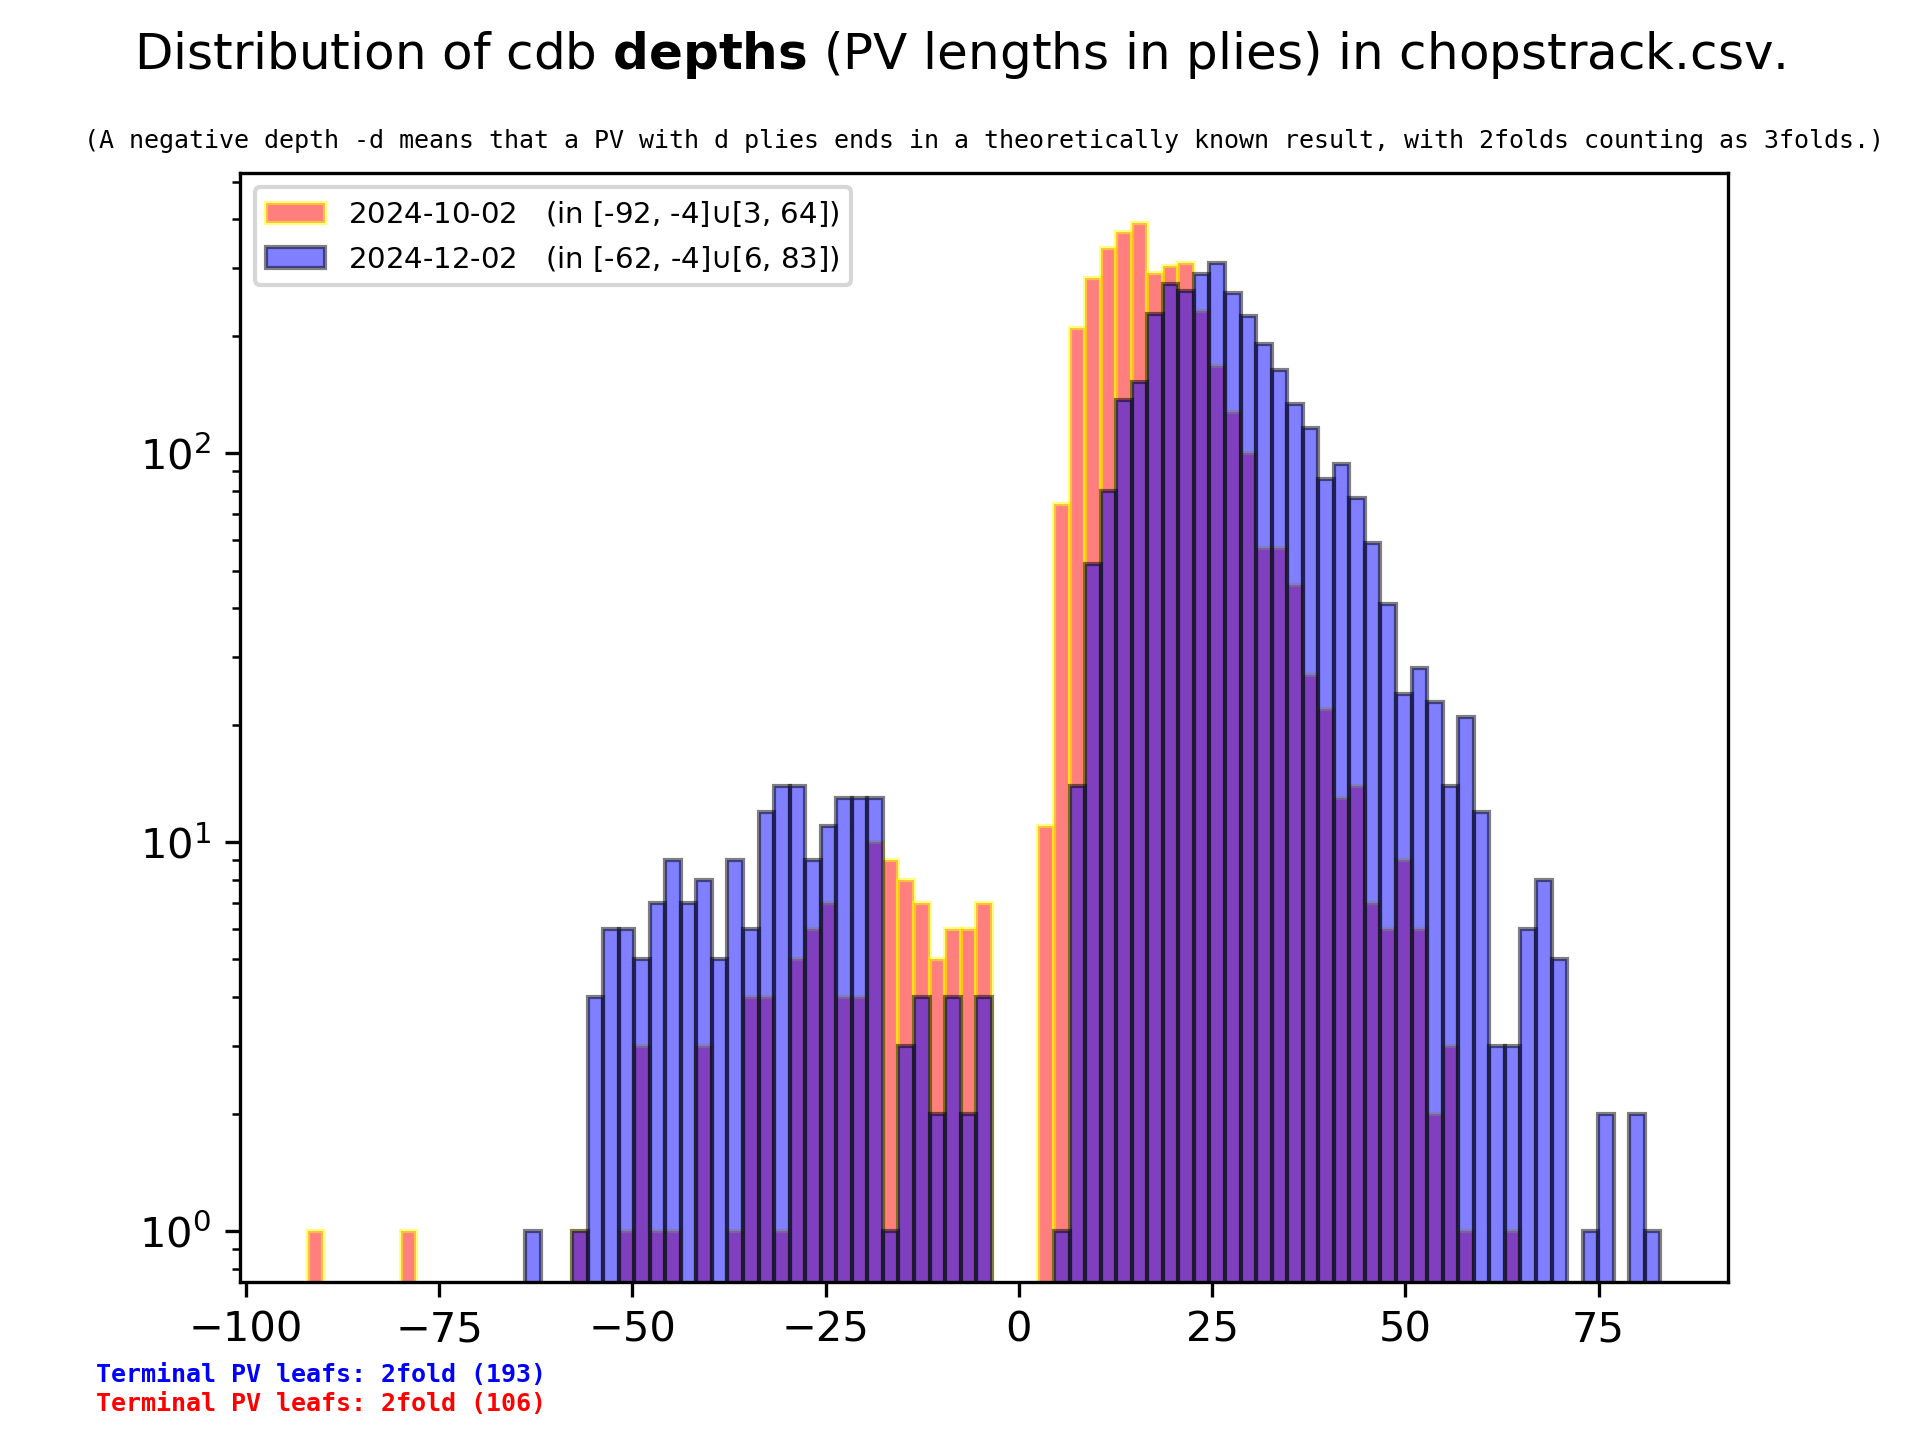 Distribution of cdb depths (PV lengths in plies) in chopstrack.csv.
(A negative depth -d means that a PV with d plies ends in a theoretically known result, with 2folds counting as 3folds.)
2024-10-02 (in [-92, -4]∪[3, 64])
2024-12-02 (in [-62, -4]∪[6, 83])
10²
10¹
10⁰
−100 −75 −50 −25 0 25 50 75
Terminal PV leafs: 2fold (193)
Terminal PV leafs: 2fold (106)